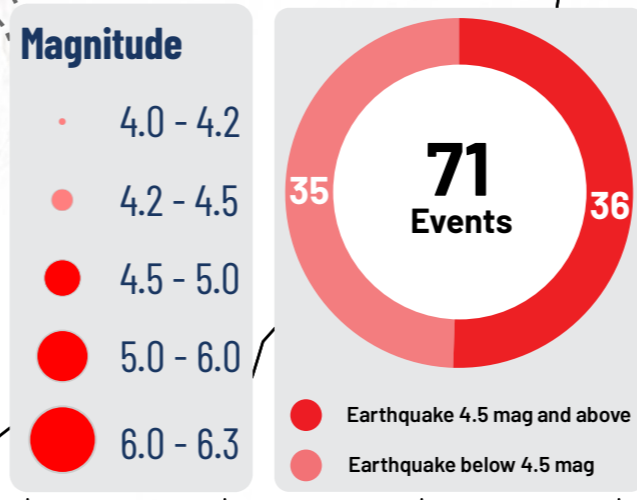 Magnitude
4.0 - 4.2
4.2 - 4.5
4.5 - 5.0
5.0 - 6.0
6.0 - 6.3
35
71
Events
36
Earthquake 4.5 mag and above
Earthquake below 4.5 mag